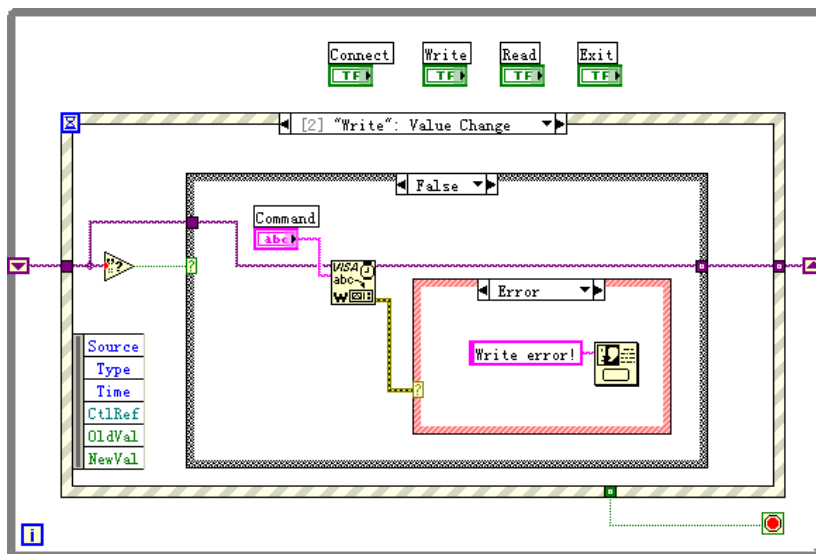 Connect Write Read Exit
TF TF TF TF
[2] "Write": Value Change
False
Command
abc
VISA
abc
W
Error
Write error!
Source
Type
Time
CtlRef
OldVal
NewVal
?
?
"?
i